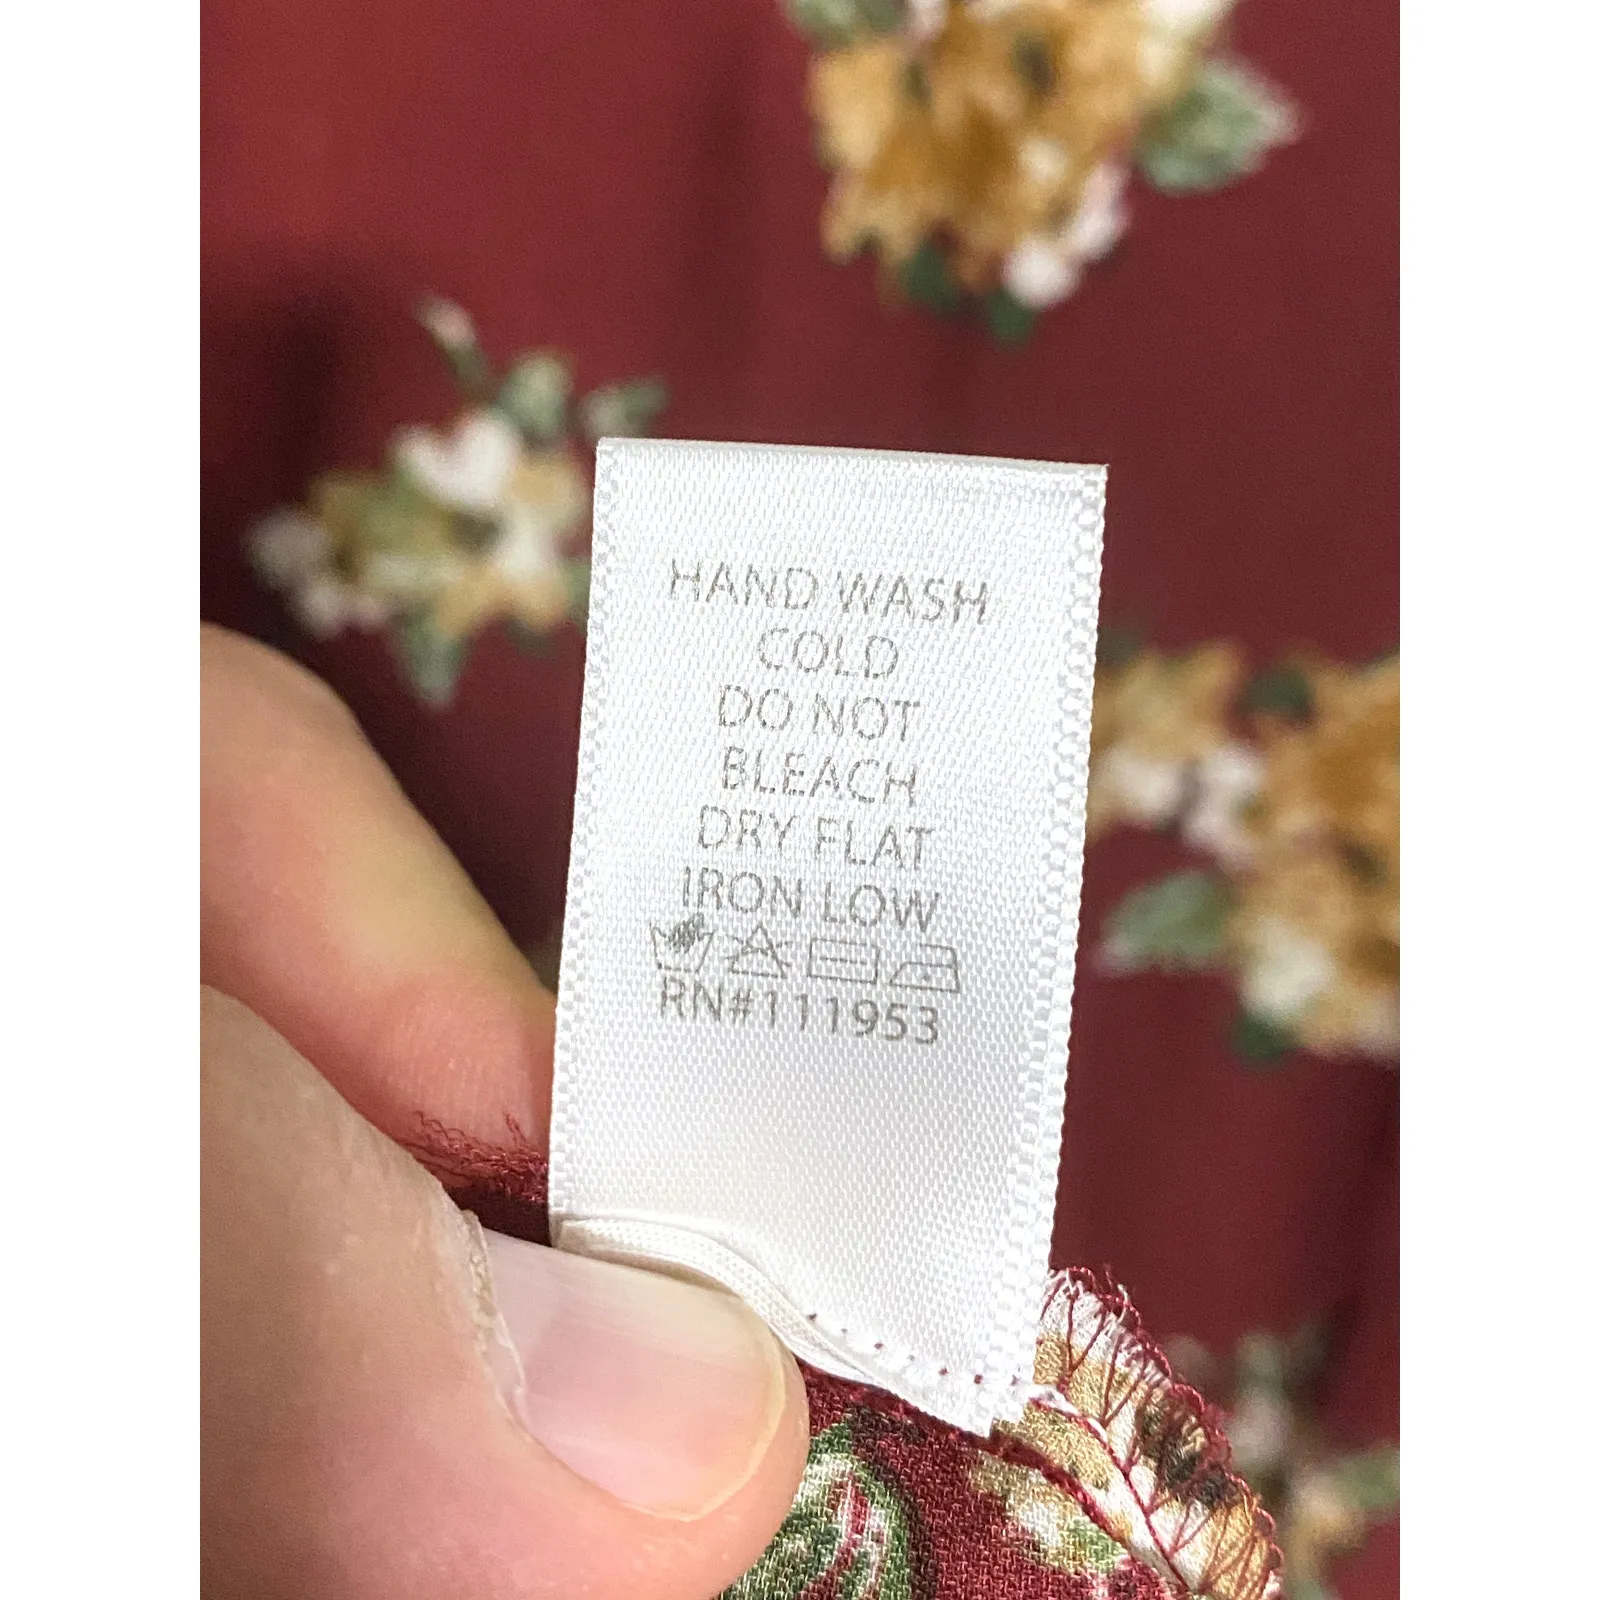 HAND WASH
COLD
DO NOT
BLEACH
DRY FLAT
IRON LOW
RN#111953